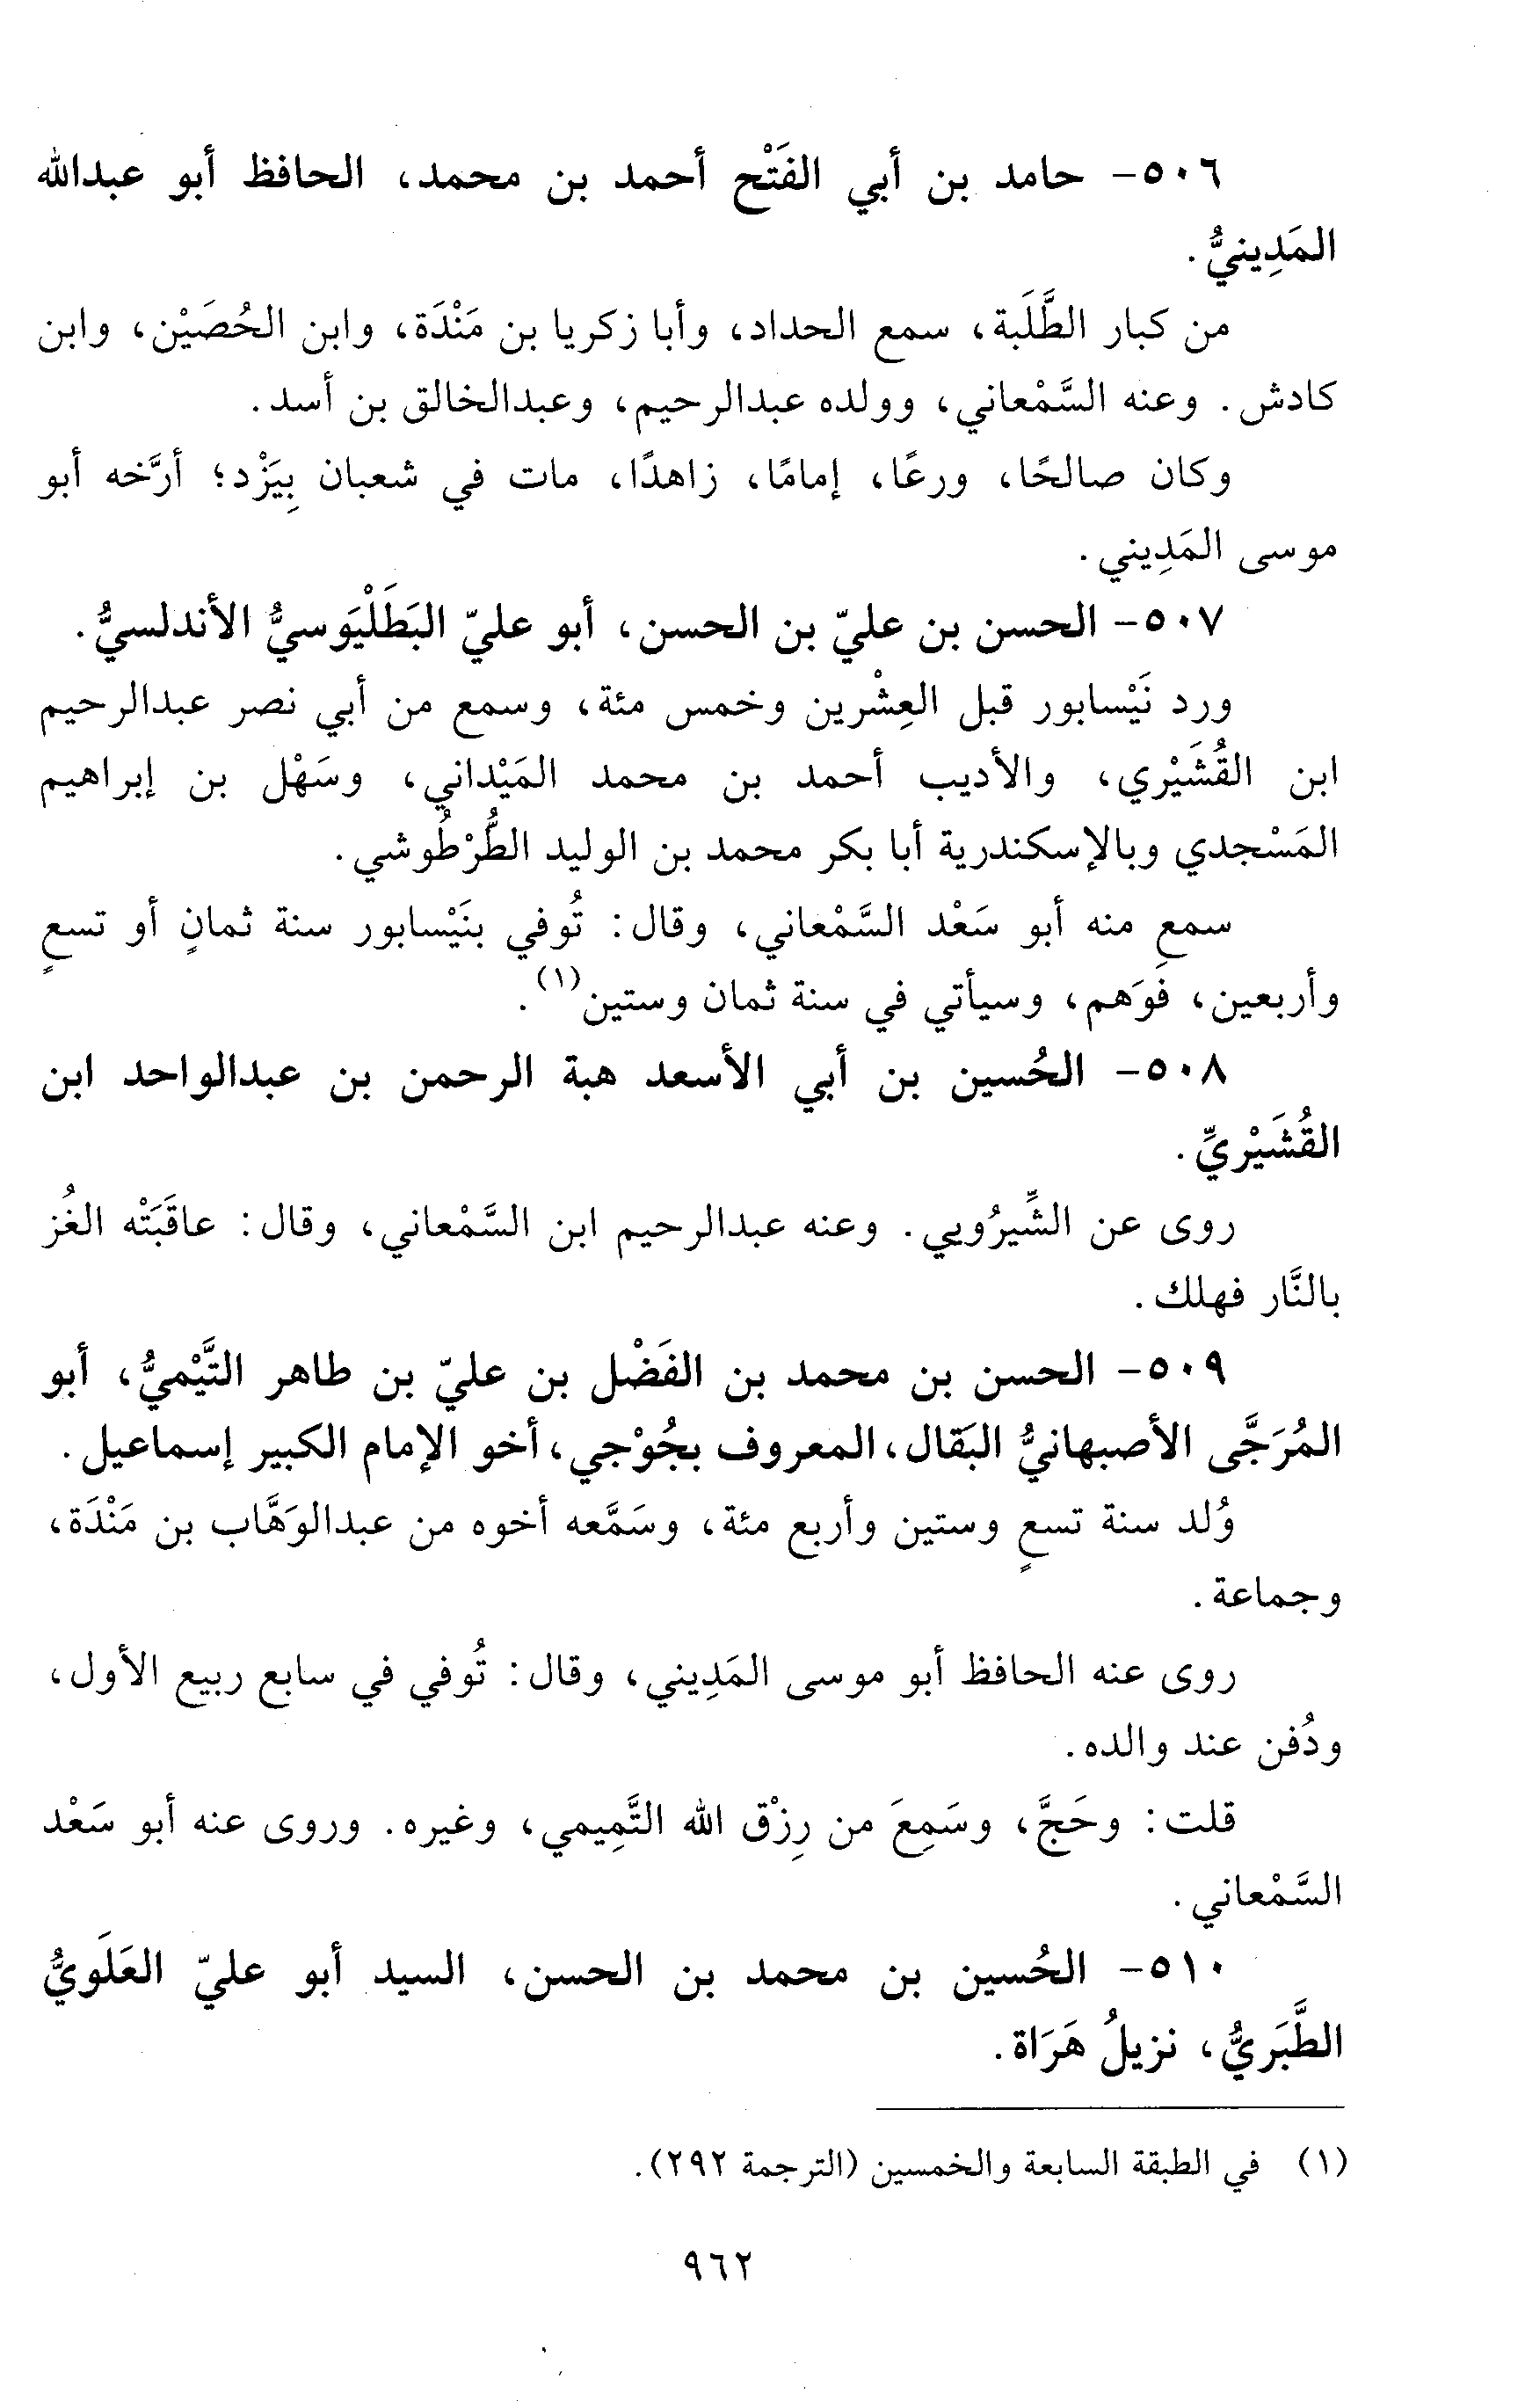 ٥٠٦- حامد بن أبي الفَتْح أحمد بن محمد، الحافظ أبو عبدالله
المَدِينيُّ.
من كبار الطَّلَبة، سمع الحداد، وأبا زكريا بن مَنْدَة، وابن الحُصَيْن، وابن
كادش. وعنه السَّمْعاني، وولده عبدالرحيم، وعبدالخالق بن أسد.
وكان صالحًا، ورعًا، إمامًا، زاهدًا، مات في شعبان بِيَزْد؛ أرَّخه أبو
موسى المَدِيني.
٥٠٧- الحسن بن عليّ بن الحسن، أبو عليّ البَطَلْيَوسيُّ الأندلسيُّ.
ورد نَيْسابور قبل العِشْرين وخمس مئة، وسمع من أبي نصر عبدالرحيم
ابن القُشَيْري، والأديب أحمد بن محمد المَيْداني، وسَهْل بن إبراهيم
المَسْجدي وبالإسكندرية أبا بكر محمد بن الوليد الطُّرْطُوشي.
سمع منه أبو سَعْد السَّمْعاني، وقال: تُوفي بنَيْسابور سنة ثمانٍ أو تسعٍ
وأربعين، فَوَهم، وسيأتي في سنة ثمان وستين(١).
٥٠٨- الحُسين بن أبي الأسعد هبة الرحمن بن عبدالواحد ابن
القُشَيْريِّ.
روى عن الشِّيرُويي. وعنه عبدالرحيم ابن السَّمْعاني، وقال: عاقَبَتْه الغُز
بالنَّار فهلك.
٥٠٩- الحسن بن محمد بن الفَضْل بن عليّ بن طاهر التَّيْميُّ، أبو
المُرَجَّى الأصبهانيُّ البَقال، المعروف بجُوْجي، أخو الإمام الكبير إسماعيل.
وُلد سنة تسعٍ وستين وأربع مئة، وسَمَّعه أخوه من عبدالوَهَّاب بن مَنْدَة،
وجماعة.
روى عنه الحافظ أبو موسى المَدِيني، وقال: تُوفي في سابع ربيع الأول،
ودُفن عند والده.
قلت: وحَجَّ، وسَمِعَ من رِزْق الله التَّمِيمي، وغيره. وروى عنه أبو سَعْد
السَّمْعاني.
٥١٠- الحُسين بن محمد بن الحسن، السيد أبو عليّ العَلَويُّ
الطَّبَريُّ، نزيلُ هَرَاة.
(١) في الطبقة السابعة والخمسين (الترجمة ٢٩٢).
٩٦٢